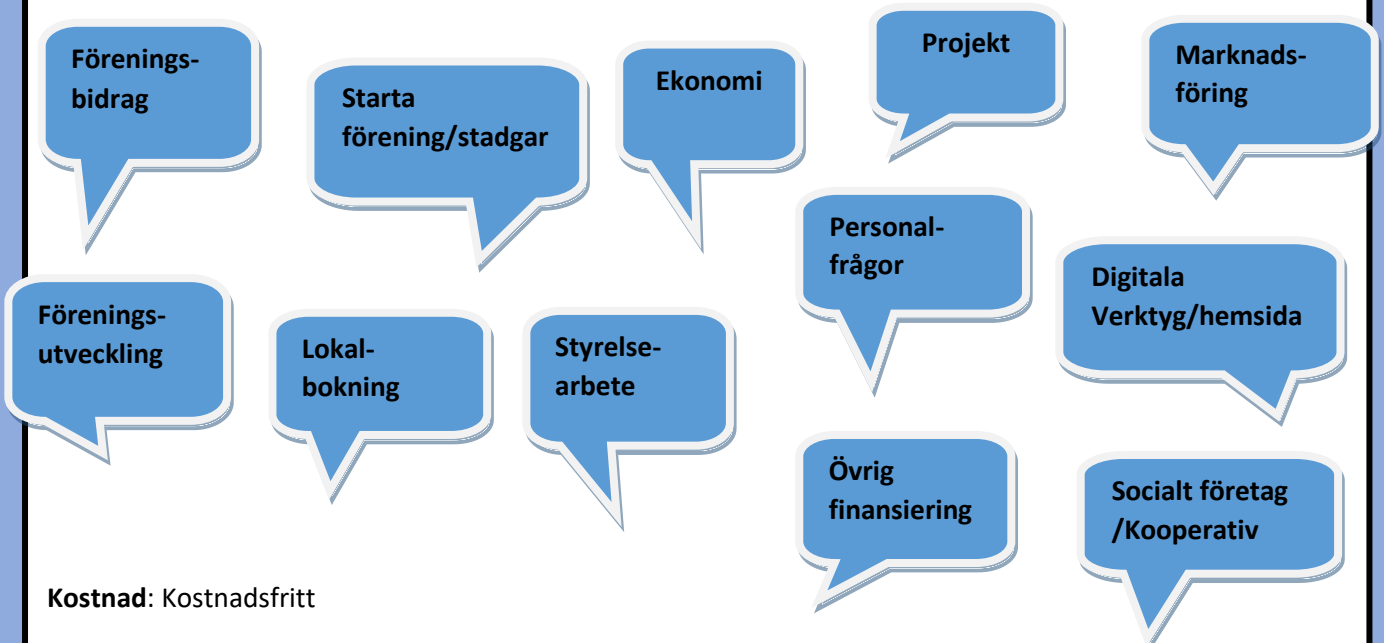 Förenings-
bidrag
Starta
förening/stadgar
Ekonomi
Projekt
Marknads-
föring
Förenings-
utveckling
Lokal-
bokning
Styrelse-
arbete
Personal-
frågor
Digitala
Verktyg/hemsida
Övrig
finansiering
Socialt företag
/Kooperativ
Kostnad: Kostnadsfritt